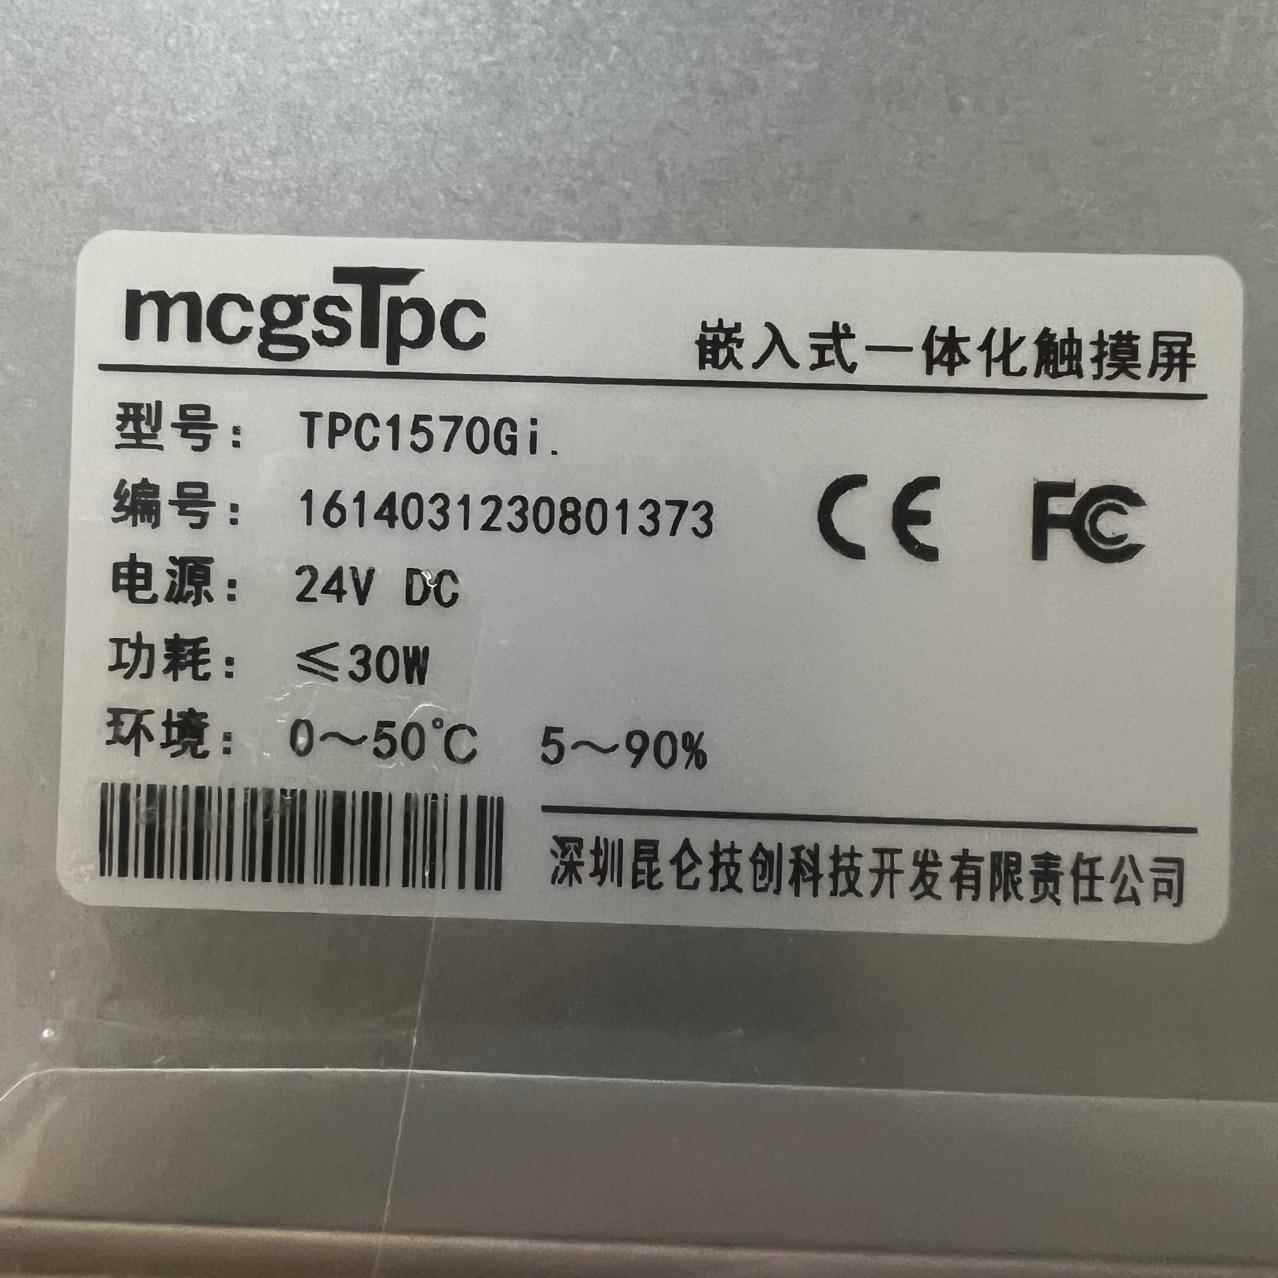 mcgsTpc
嵌入式一体化触摸屏
型号： TPC1570Gi.
编号： 1614031230801373
CE FC
电源： 24V DC
功耗： ≤30W
环境： 0～50℃ 5～90%
深圳昆仑技创科技开发有限责任公司